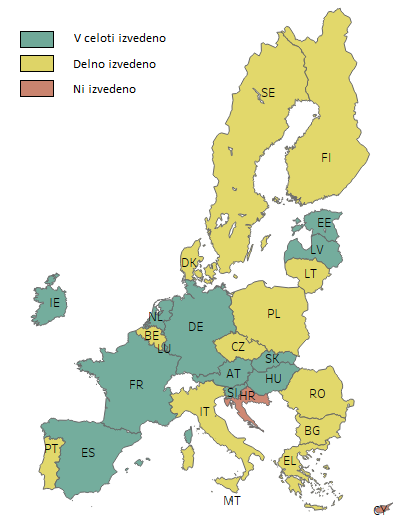 V celoti izvedeno
Delno izvedeno
Ni izvedeno
SE
FI
EE
LV
LT
DK
IE
NL
DE
PL
BE
LU
CZ
SK
FR
AT
HU
SI
HR
RO
IT
BG
PT
ES
EL
MT
CY